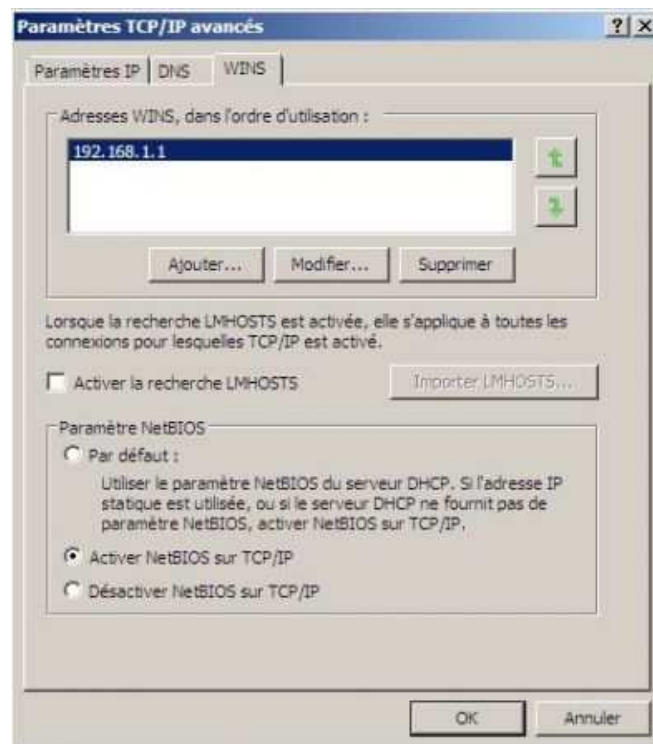 Paramètres TCP/IP avancés
Paramètres IP DNS WINS
Adresses WINS, dans l'ordre d'utilisation :
192.168.1.1
Ajouter... Modifier... Supprimer
Lorsque la recherche LMHOSTS est activée, elle s'applique à toutes les
connexions pour lesquelles TCP/IP est activé.
Activer la recherche LMHOSTS Importer LMHOSTS...
Paramètre NetBIOS
Par défaut :
Utiliser le paramètre NetBIOS du serveur DHCP. Si l'adresse IP
statique est utilisée, ou si le serveur DHCP ne fournit pas de
paramètre NetBIOS, activer NetBIOS sur TCP/IP.
Activer NetBIOS sur TCP/IP
Désactiver NetBIOS sur TCP/IP
OK Annuler